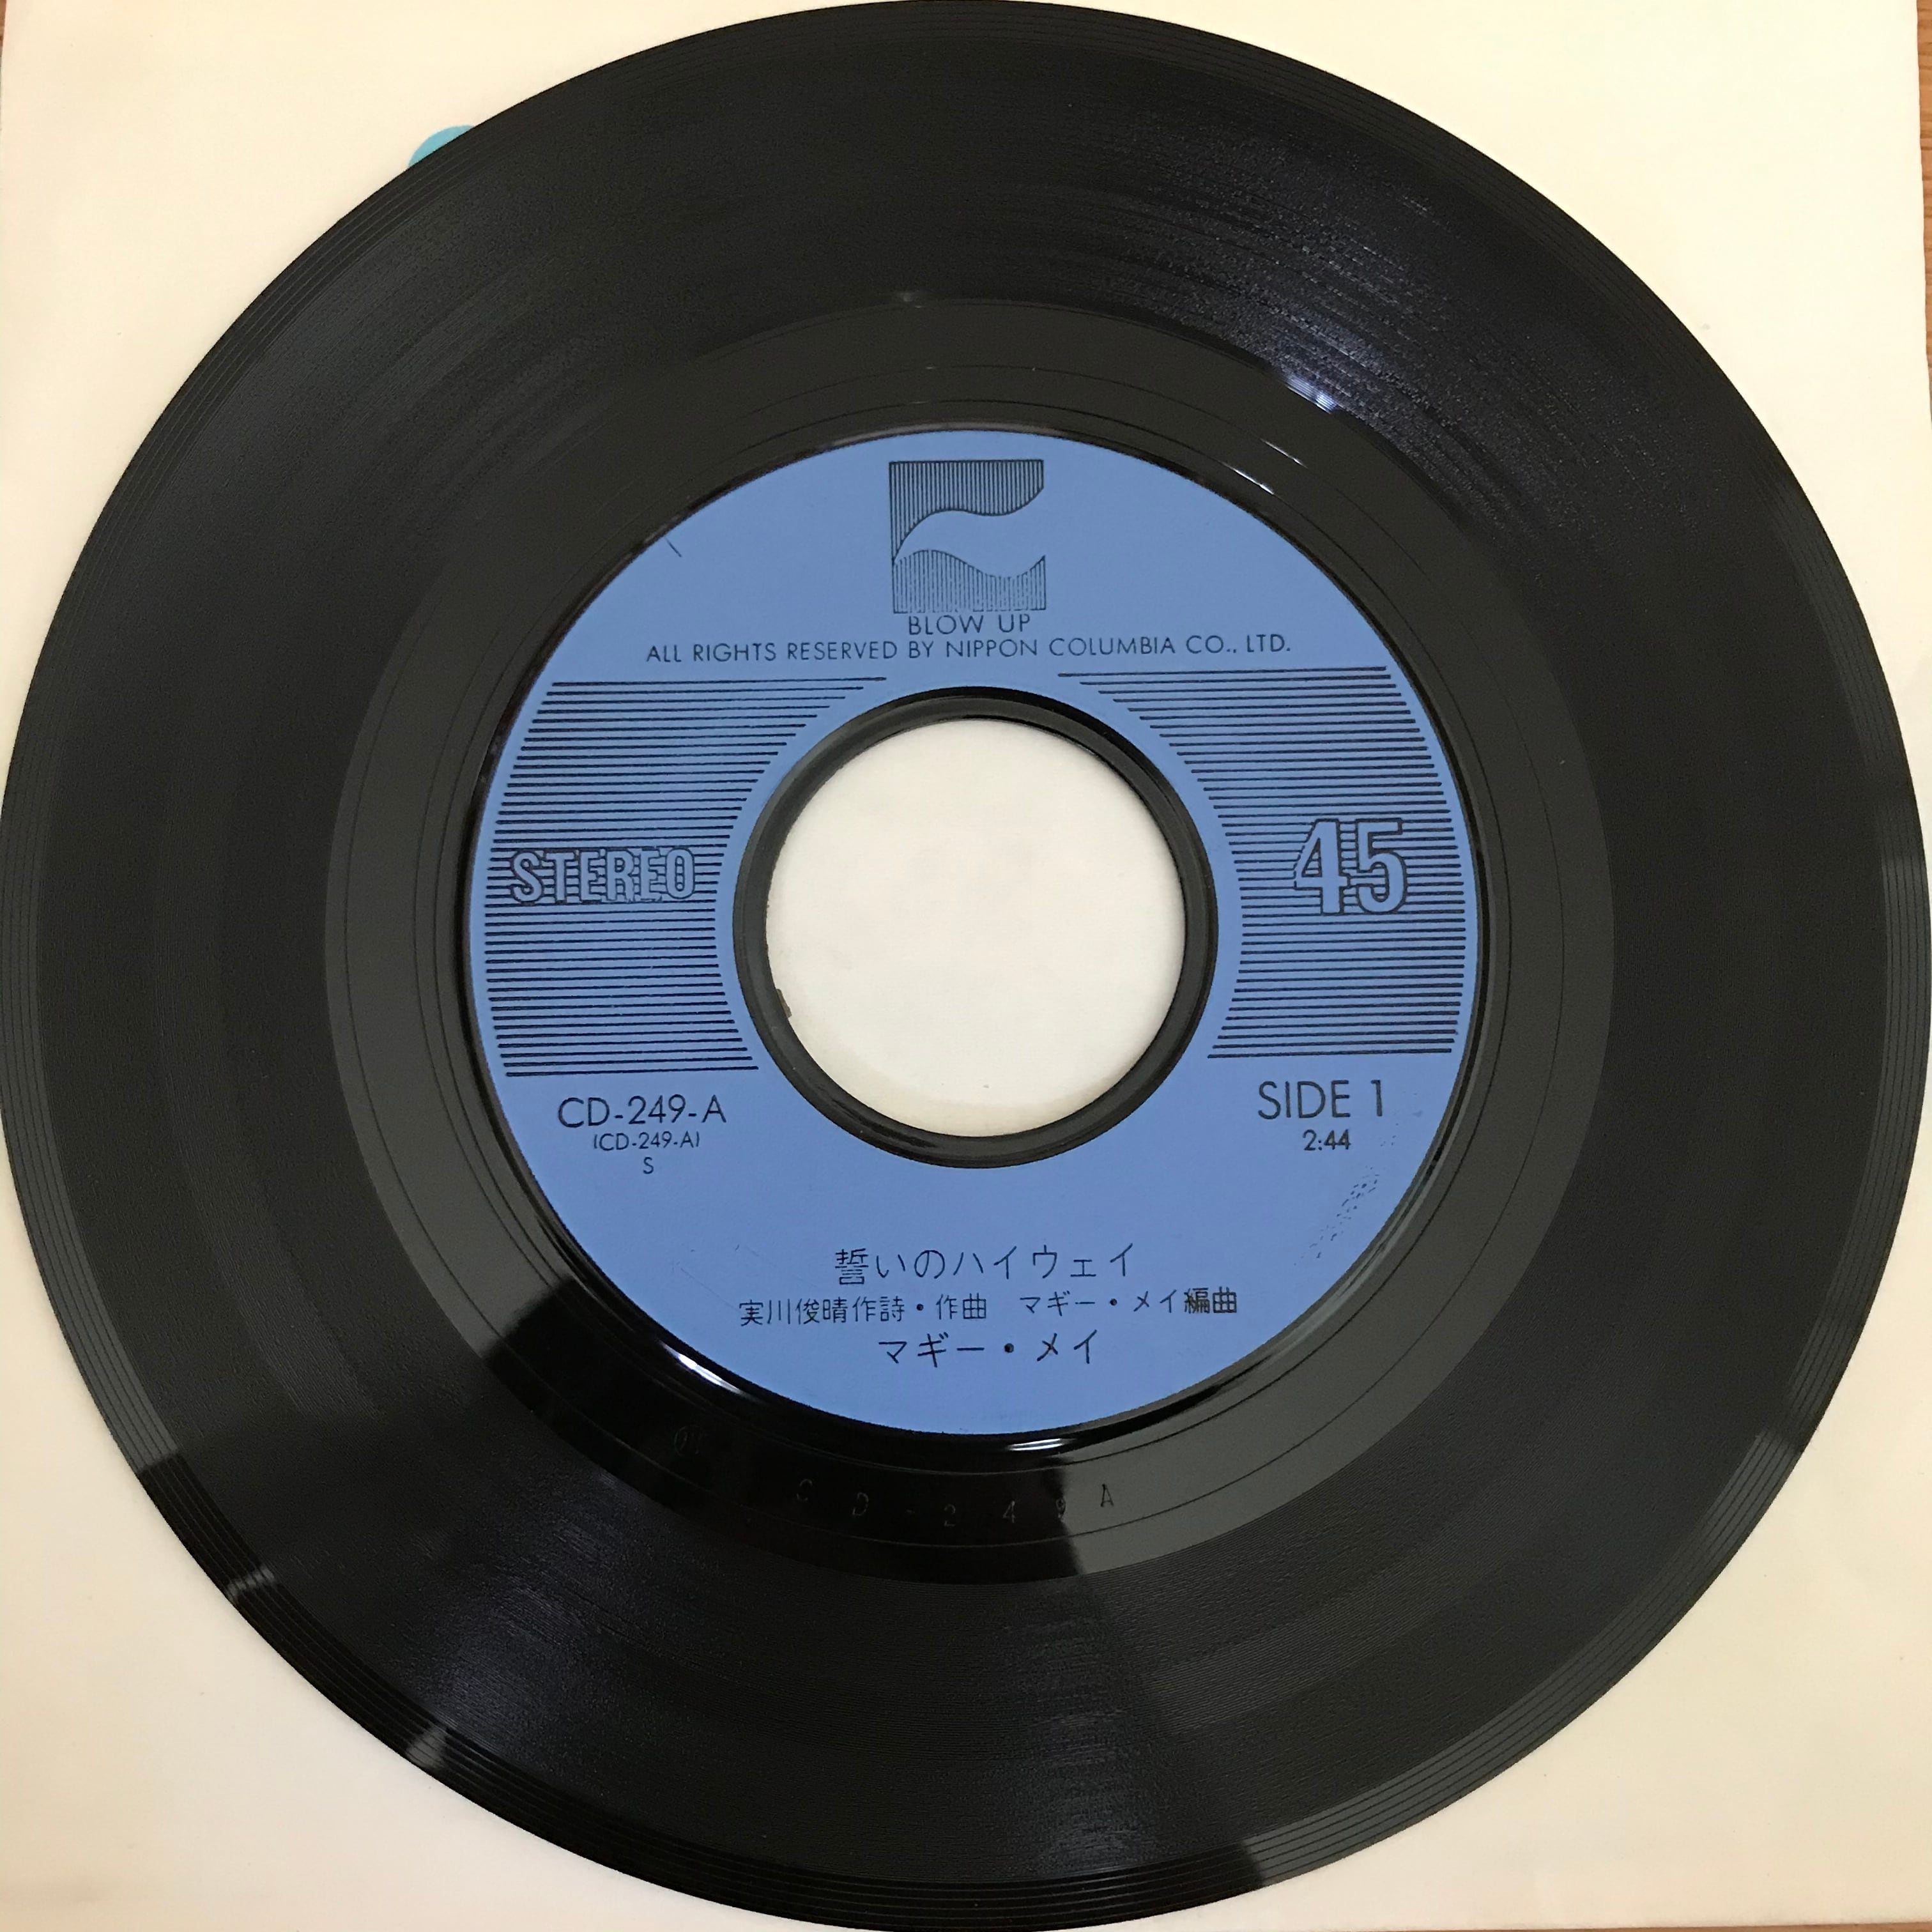 BLOW UP
ALL RIGHTS RESERVED BY NIPPON COLUMBIA CO., LTD.
STEREO
45
CD-249-A
(CD-249-A)
S
SIDE 1
2:44
誓いのハイウェイ
実川俊晴作詩・作曲　マギー・メイ編曲
マギー・メイ
CD-249A